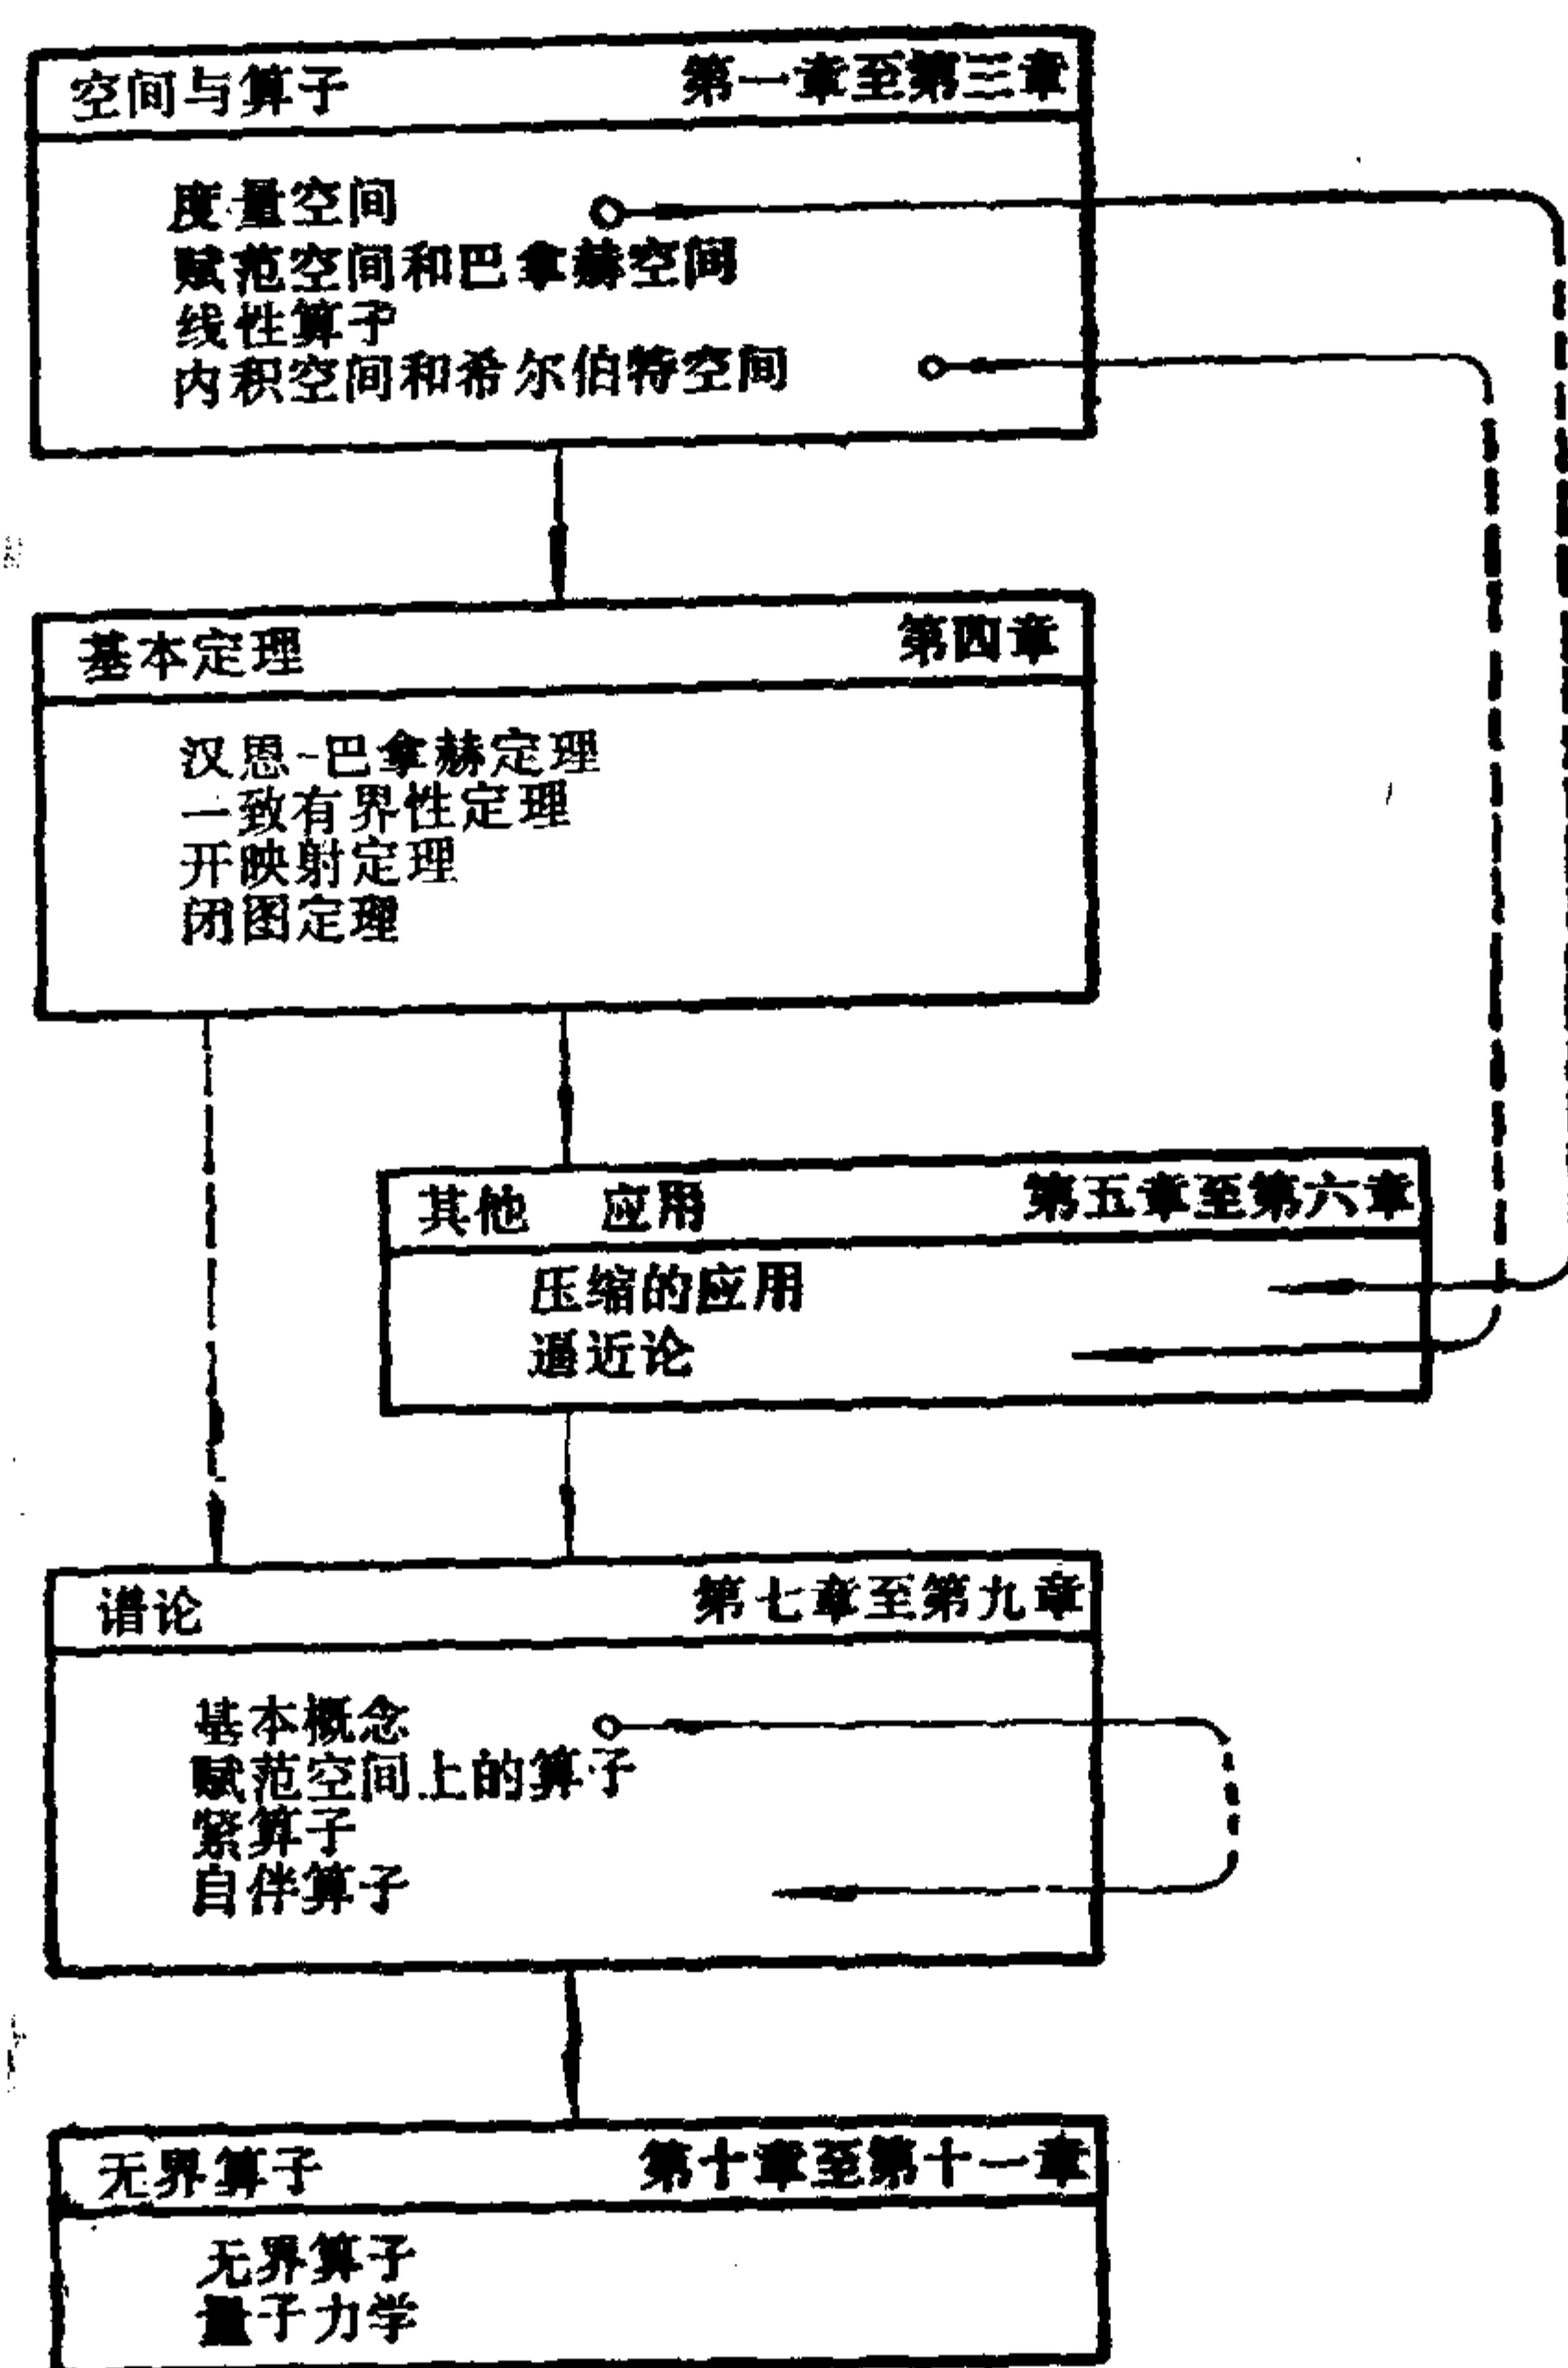 空间与算子 第一章至第三章
度量空间
赋范空间和巴拿赫空间
线性算子
内积空间和希尔伯特空间
基本定理 第四章
汉恩-巴拿赫定理
一致有界性定理
开映射定理
闭图定理
其他 应用 第五章至第六章
压缩的应用
逼近论
谱论 第七章至第九章
基本概念
赋范空间上的算子
紧算子
自伴算子
无界算子 第十章至第十一章
无界算子
量子力学